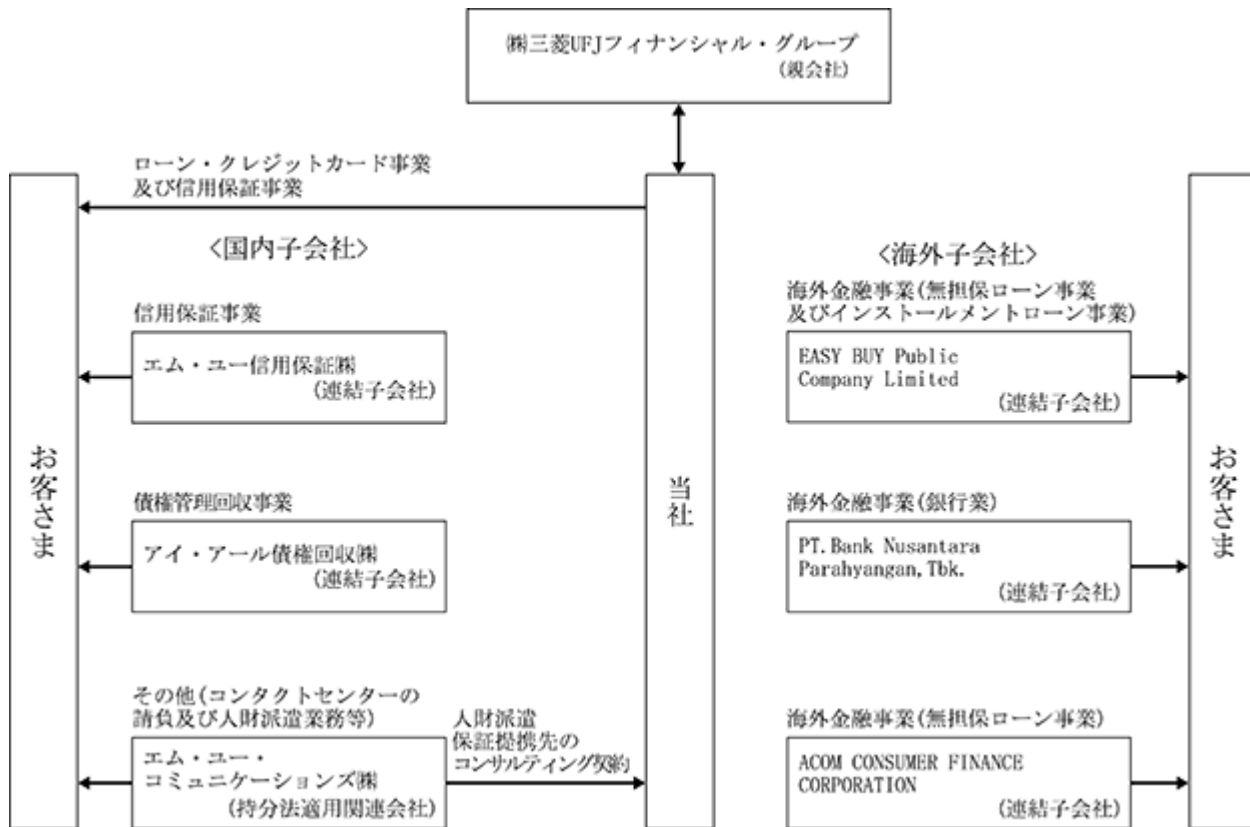 ㈱三菱UFJフィナンシャル・グループ
(親会社)
ローン・クレジットカード事業
及び信用保証事業
<国内子会社>
信用保証事業
エム・ユー信用保証㈱
(連結子会社)
債権管理回収事業
アイ・アール債権回収㈱
(連結子会社)
その他(コンタクトセンターの
請負及び人財派遣業務等)
エム・ユー・
コミュニケーションズ㈱
(持分法適用関連会社)
人財派遣
保証提携先の
コンサルティング契約
お客さま
当社
<海外子会社>
海外金融事業(無担保ローン事業
及びインストールメントローン事業)
EASY BUY Public
Company Limited
(連結子会社)
海外金融事業(銀行業)
PT.Bank Nusantara
Parahyangan,Tbk.
(連結子会社)
海外金融事業(無担保ローン事業)
ACOM CONSUMER FINANCE
CORPORATION
(連結子会社)
お客さま